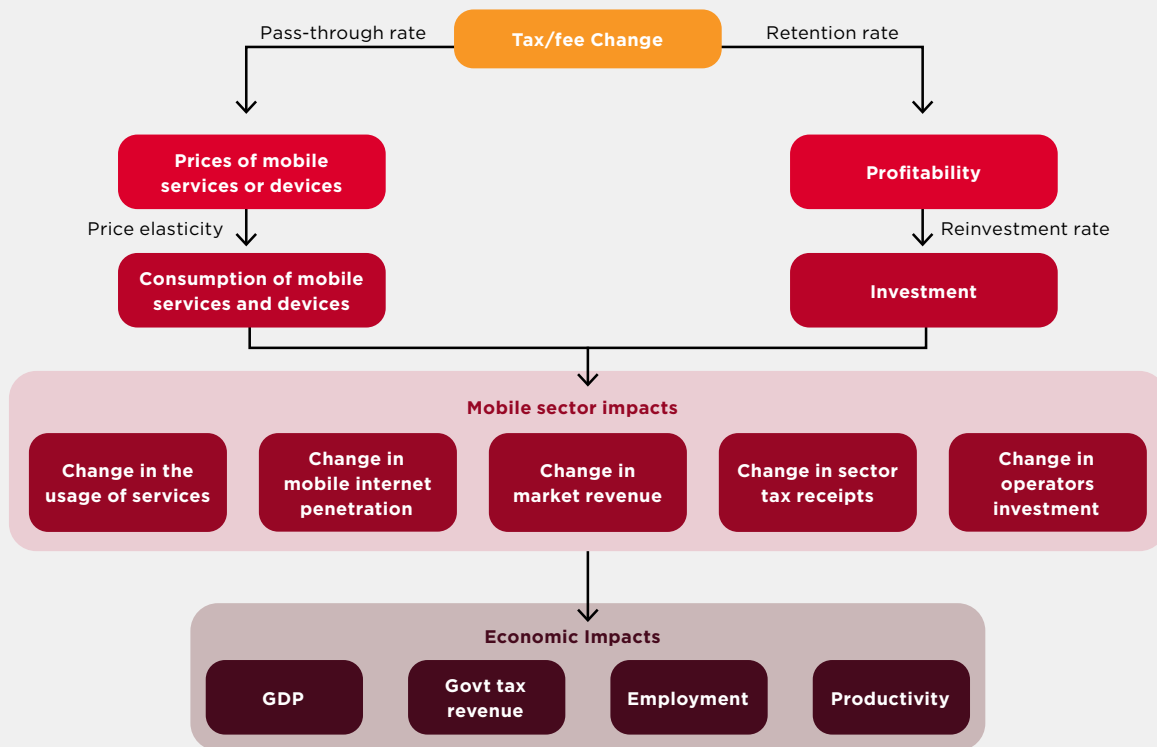 Pass-through rate
Tax/fee Change
Retention rate
Prices of mobile
services or devices
Profitability
Price elasticity
Reinvestment rate
Consumption of mobile
services and devices
Investment
Mobile sector impacts
Change in the
usage of services
Change in
mobile internet
penetration
Change in
market revenue
Change in sector
tax receipts
Change in
operators
investment
Economic Impacts
GDP
Govt tax
revenue
Employment
Productivity